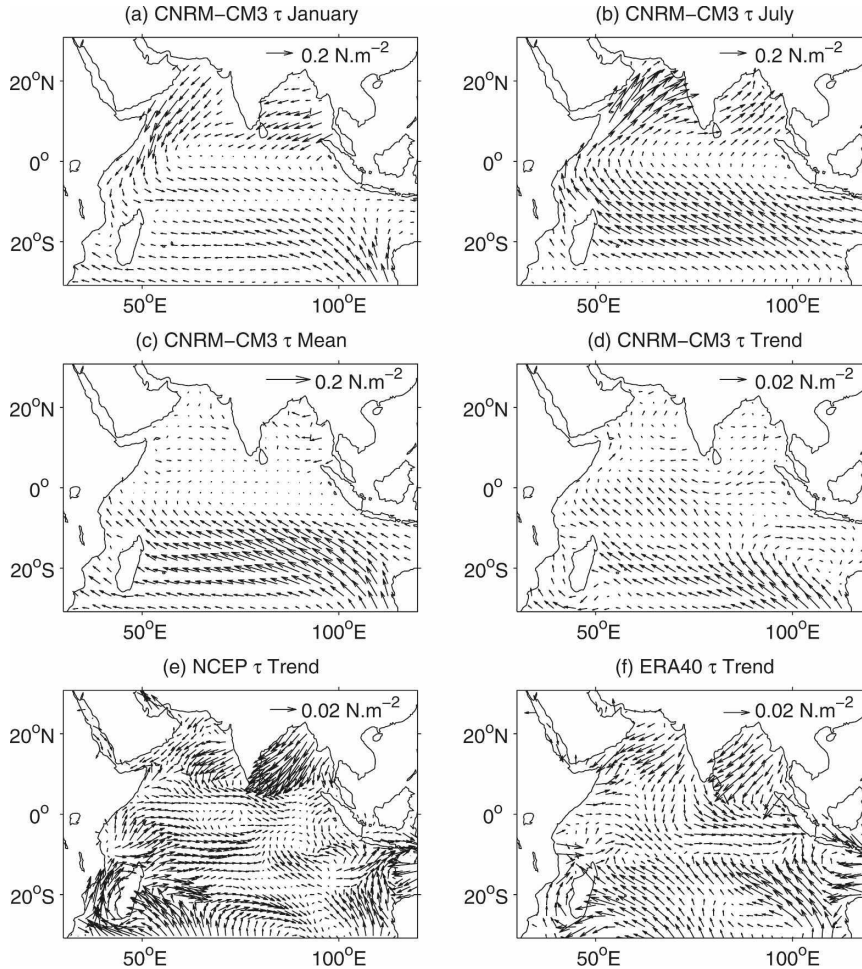 (a) CNRM−CM3 τ January
(b) CNRM−CM3 τ July
0.2 N.m⁻²
0.2 N.m⁻²
20°N
0°
20°S
50°E
100°E
20°N
0°
20°S
50°E
100°E
(c) CNRM−CM3 τ Mean
(d) CNRM−CM3 τ Trend
0.2 N.m⁻²
0.02 N.m⁻²
20°N
0°
20°S
50°E
100°E
20°N
0°
20°S
50°E
100°E
(e) NCEP τ Trend
(f) ERA40 τ Trend
0.02 N.m⁻²
0.02 N.m⁻²
20°N
0°
20°S
50°E
100°E
20°N
0°
20°S
50°E
100°E